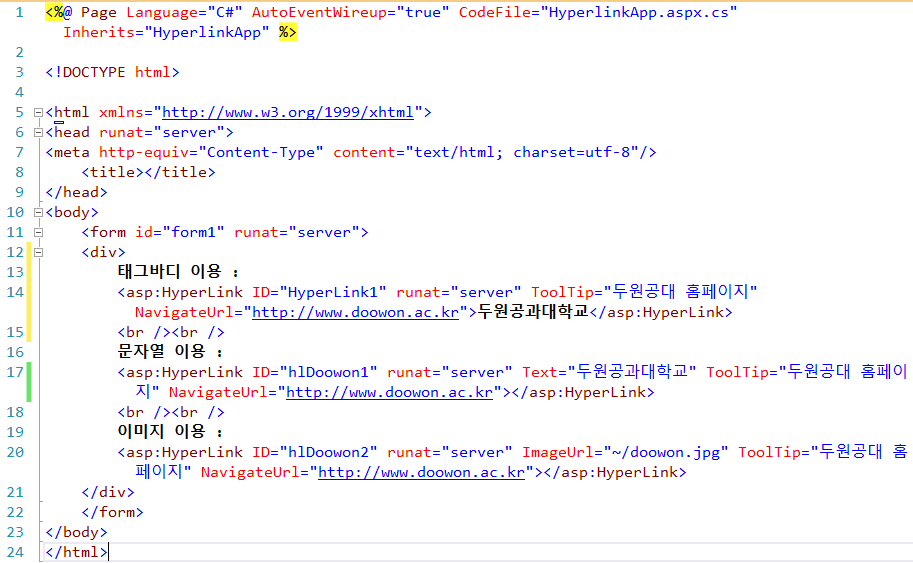 1 <%@ Page Language="C#" AutoEventWireup="true" CodeFile="HyperlinkApp.aspx.cs"
Inherits="HyperlinkApp" %>
2
3 <!DOCTYPE html>
4
5 <html xmlns="http://www.w3.org/1999/xhtml">
6 <head runat="server">
7 <meta http-equiv="Content-Type" content="text/html; charset=utf-8"/>
8 <title></title>
9 </head>
10 <body>
11 <form id="form1" runat="server">
12 <div>
13 태그바디 이용 :
14 <asp:HyperLink ID="HyperLink1" runat="server" ToolTip="두원공대 홈페이지"
NavigateUrl="http://www.doowon.ac.kr">두원공과대학교</asp:HyperLink>
15 <br /><br />
16 문자열 이용 :
17 <asp:HyperLink ID="hlDoowon1" runat="server" Text="두원공과대학교" ToolTip="두원공대 홈페이
지" NavigateUrl="http://www.doowon.ac.kr"></asp:HyperLink>
18 <br /><br />
19 이미지 이용 :
20 <asp:HyperLink ID="hlDoowon2" runat="server" ImageUrl="~/doowon.jpg" ToolTip="두원공대 홈
페이지" NavigateUrl="http://www.doowon.ac.kr"></asp:HyperLink>
21 </div>
22 </form>
23 </body>
24 </html>